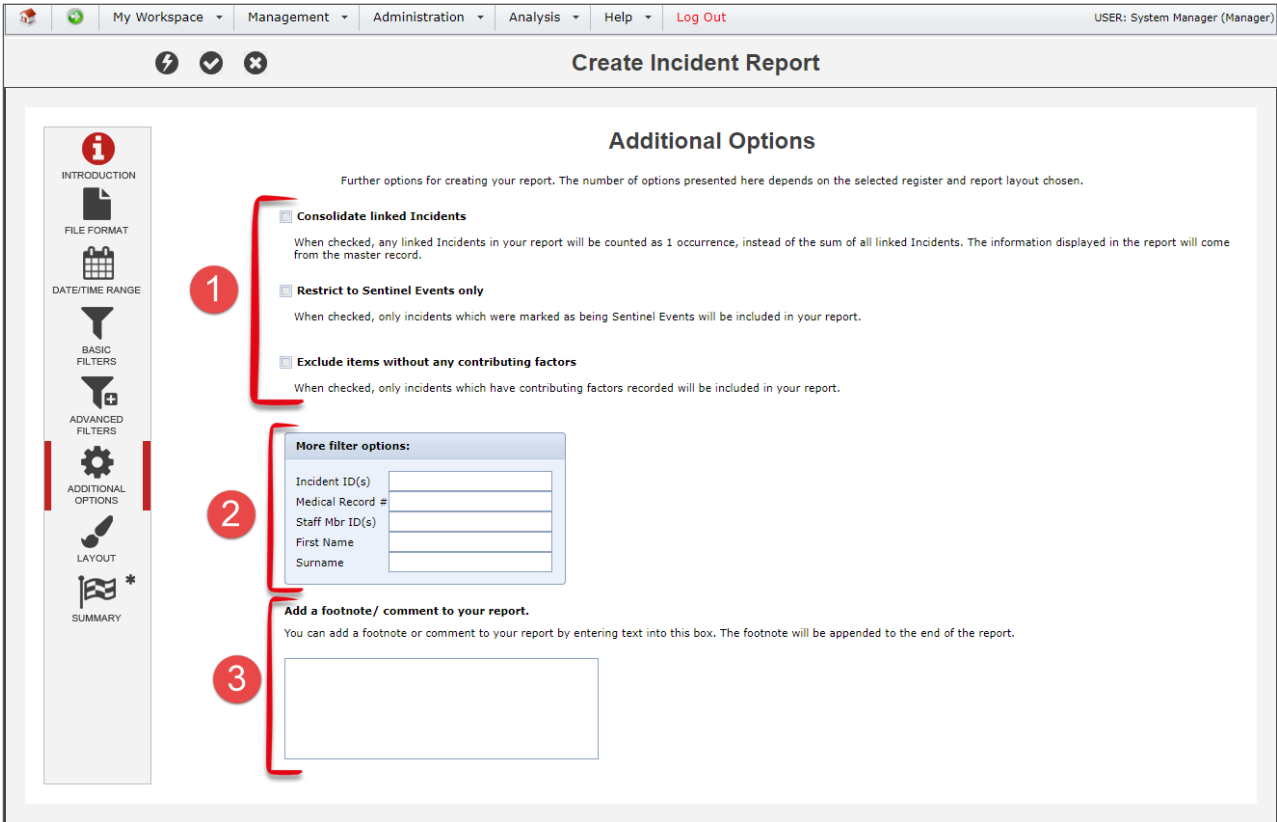 My Workspace Management Administration Analysis Help Log Out USER: System Manager (Manager)
Create Incident Report
INTRODUCTION
FILE FORMAT
DATE/TIME RANGE
BASIC
FILTERS
ADVANCED
FILTERS
ADDITIONAL
OPTIONS
LAYOUT
*
SUMMARY
Additional Options
Further options for creating your report. The number of options presented here depends on the selected register and report layout chosen.
1
Consolidate linked Incidents
When checked, any linked Incidents in your report will be counted as 1 occurrence, instead of the sum of all linked Incidents. The information displayed in the report will come
from the master record.
Restrict to Sentinel Events only
When checked, only incidents which were marked as being Sentinel Events will be included in your report.
Exclude items without any contributing factors
When checked, only incidents which have contributing factors recorded will be included in your report.
2
More filter options:
Incident ID(s)
Medical Record #
Staff Mbr ID(s)
First Name
Surname
3
Add a footnote/ comment to your report.
You can add a footnote or comment to your report by entering text into this box. The footnote will be appended to the end of the report.